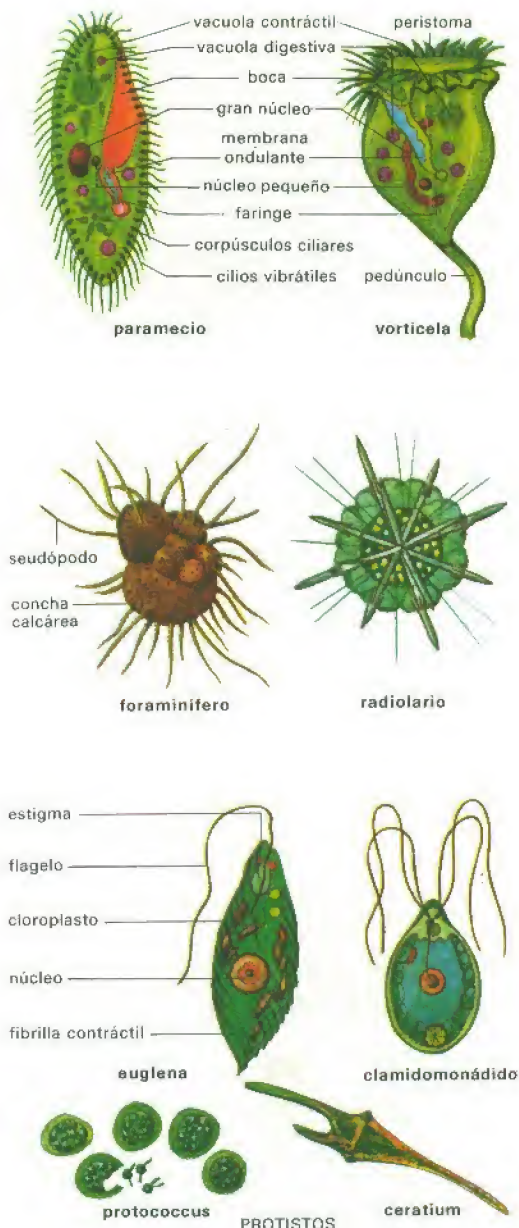 vacuola contráctil
peristoma
vacuola digestiva
boca
gran núcleo
membrana
ondulante
núcleo pequeño
faringe
corpúsculos ciliares
cilios vibrátiles
pedúnculo
paramecio
vorticela
seudópodo
concha
calcárea
foraminífero
radiolario
estigma
flagelo
cloroplasto
núcleo
fibrilla contráctil
euglena
clamidomonádido
protococcus
ceratium
PROTISTOS